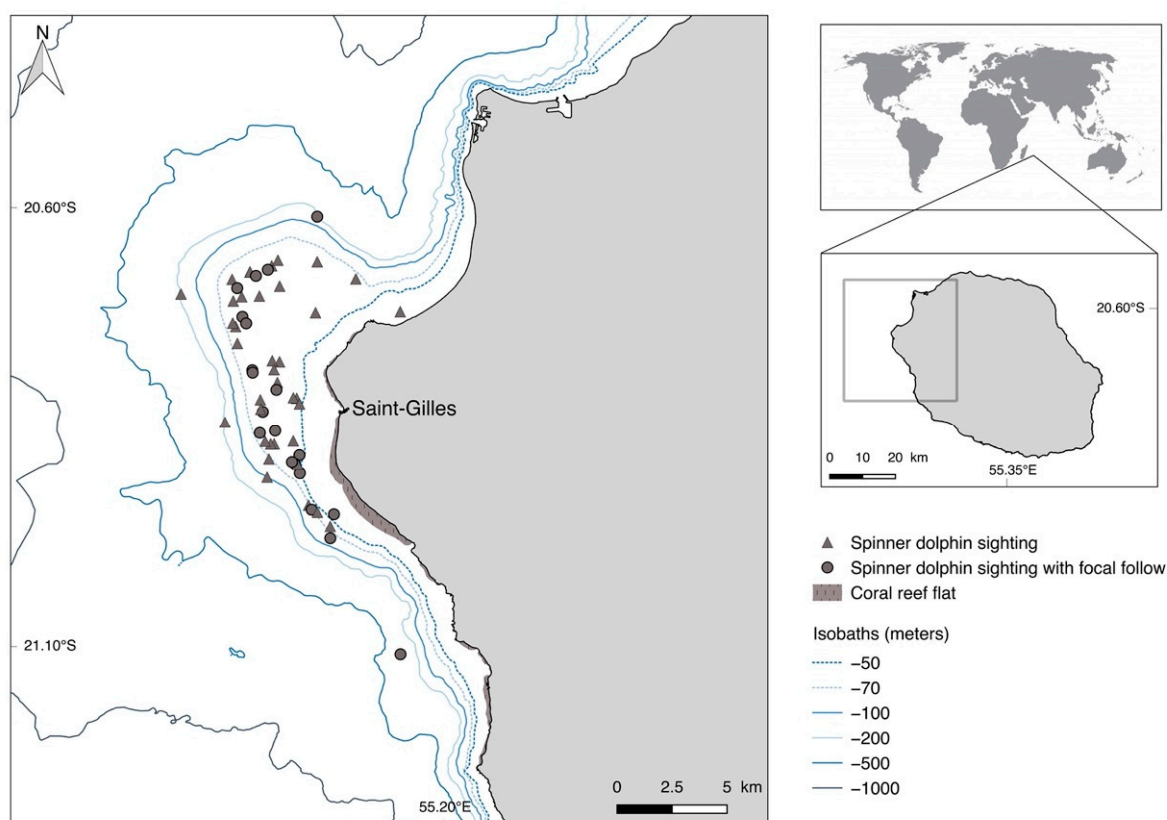 N
20.60°S
Saint-Gilles
21.10°S
55.20°E
0 2.5 5 km
20.60°S
0 10 20 km
55.35°E
Spinner dolphin sighting
Spinner dolphin sighting with focal follow
Coral reef flat
Isobaths (meters)
−50
−70
−100
−200
−500
−1000